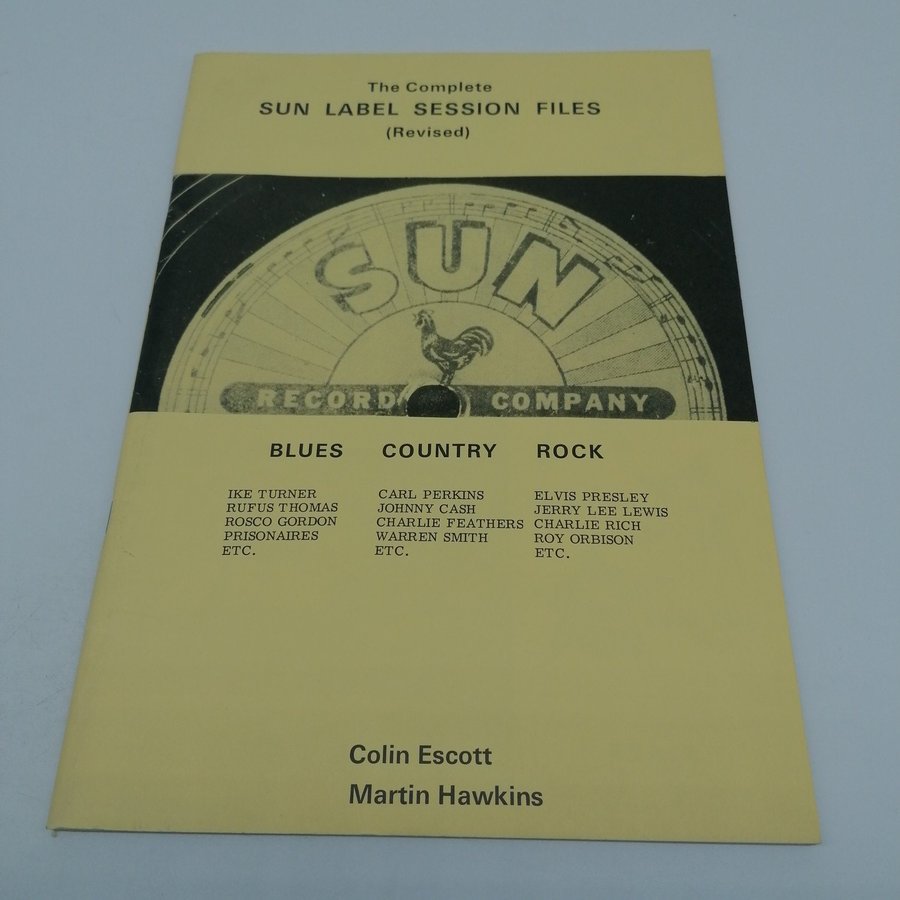 The Complete
SUN LABEL SESSION FILES
(Revised)
SUN
RECORD COMPANY
BLUES COUNTRY ROCK
IKE TURNER CARL PERKINS ELVIS PRESLEY
RUFUS THOMAS JOHNNY CASH JERRY LEE LEWIS
ROSCO GORDON CHARLIE FEATHERS CHARLIE RICH
PRISONAIRES WARREN SMITH ROY ORBISON
ETC. ETC. ETC.
Colin Escott
Martin Hawkins